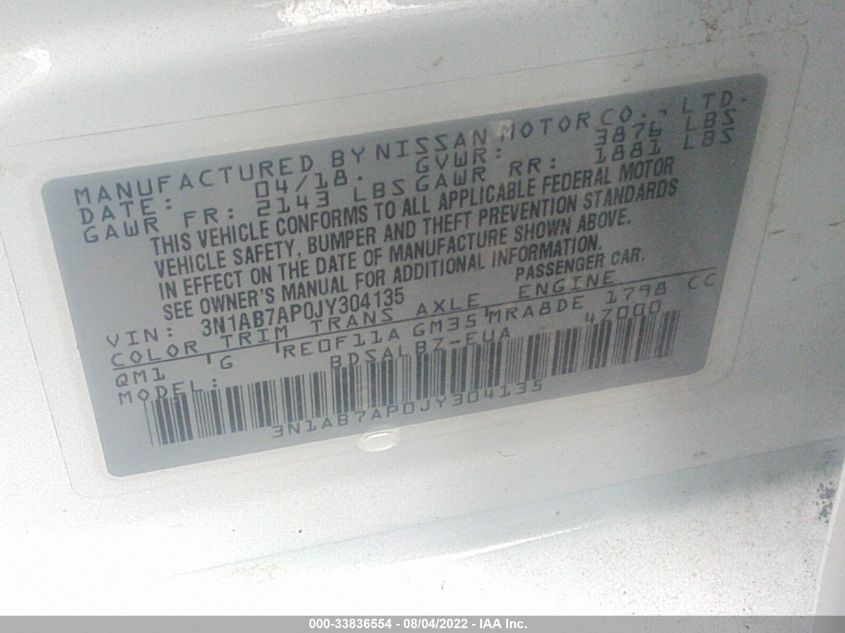 MANUFACTURED BY NISSAN MOTOR CO., LTD.
DATE: 04/18. GVWR: 3876 LBS
GAWR FR: 2143 LBS GAWR RR: 1881 LBS
THIS VEHICLE CONFORMS TO ALL APPLICABLE FEDERAL MOTOR
VEHICLE SAFETY, BUMPER AND THEFT PREVENTION STANDARDS
IN EFFECT ON THE DATE OF MANUFACTURE SHOWN ABOVE.
SEE OWNER'S MANUAL FOR ADDITIONAL INFORMATION.
VIN: 3N1AB7AP0JY304135 PASSENGER CAR.
COLOR TRIM TRANS AXLE ENGINE
QM1 G RE0F11A GM35 MRA8DE 1798 CC
MODEL: BDSALBZ-EUA 47000
3N1AB7AP0JY304135
000-33836554 - 08/04/2022 - IAA Inc.